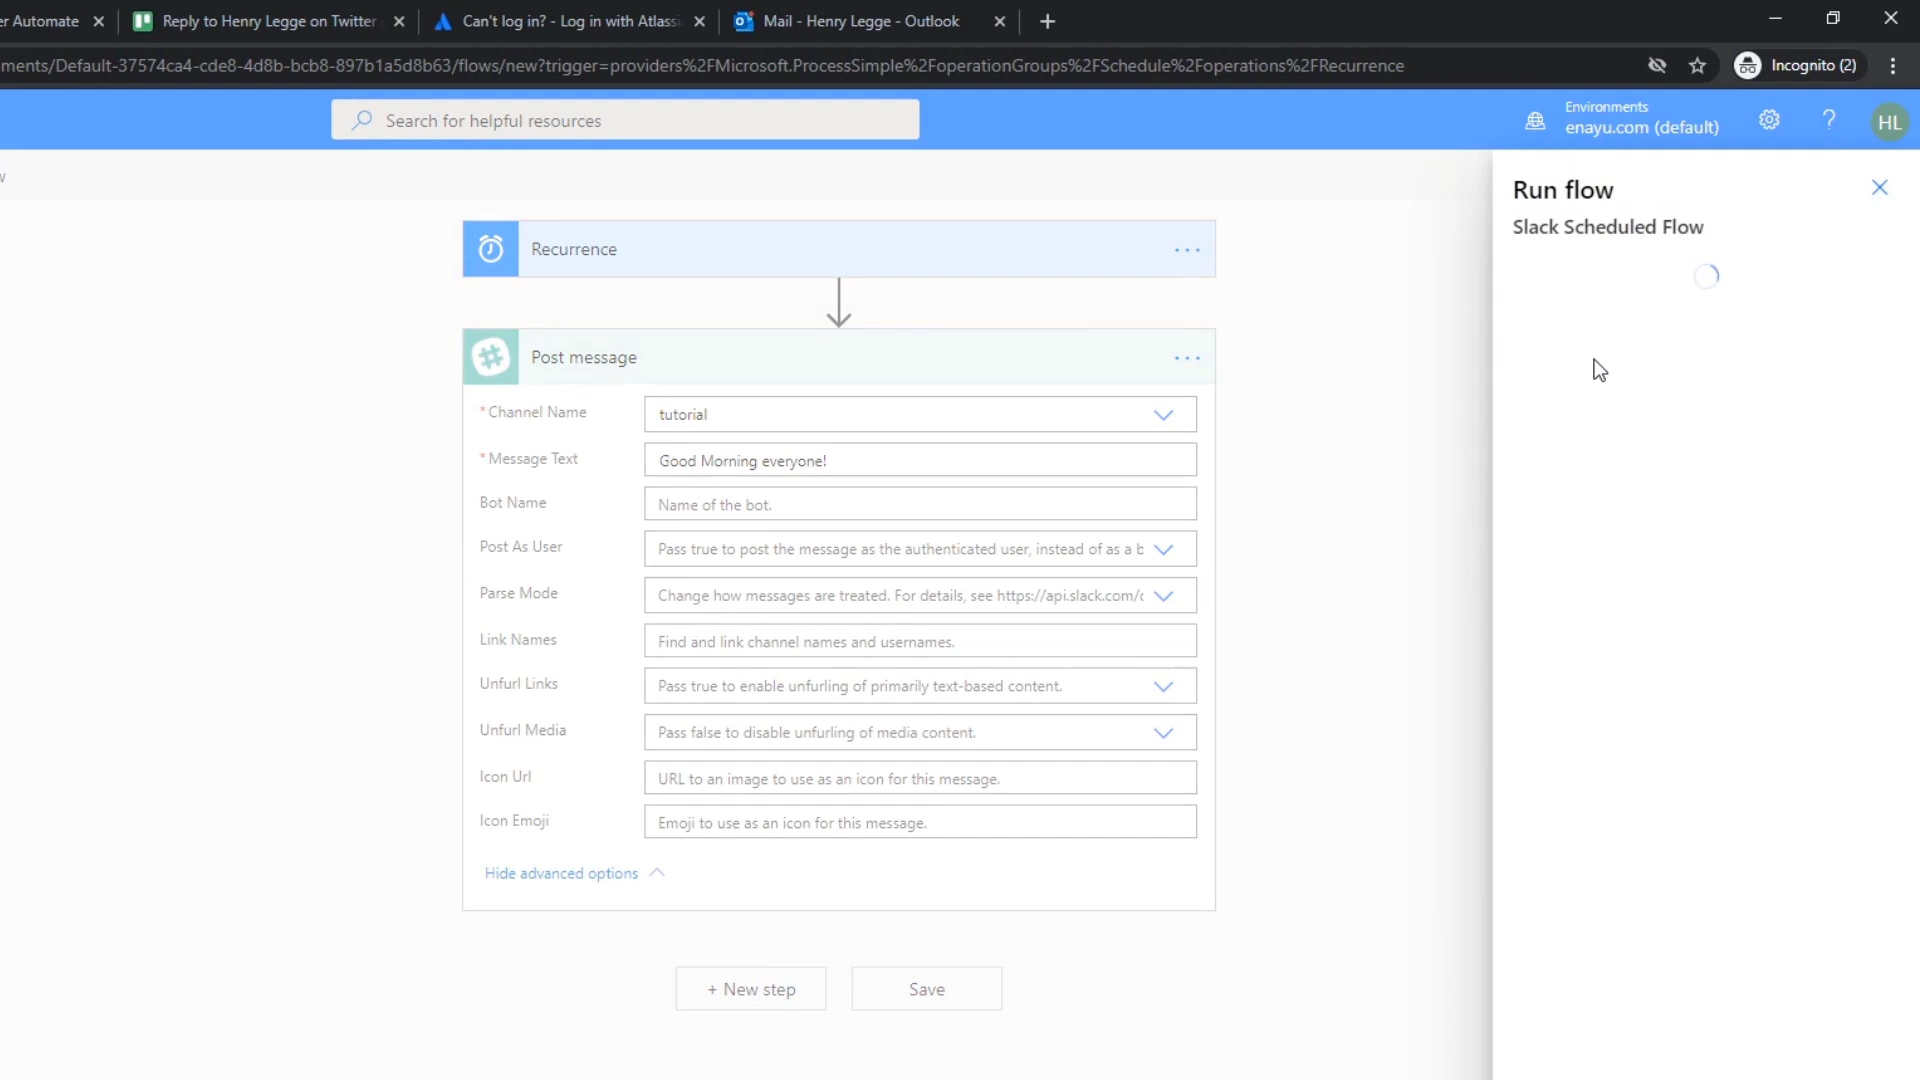 er Automate
Reply to Henry Legge on Twitter
Can't log in? - Log in with Atlassi
Mail - Henry Legge - Outlook
ments/Default-37574ca4-cde8-4d8b-bcb8-897b1a5d8b63/flows/new?trigger=providers%2FMicrosoft.ProcessSimple%2FoperationGroups%2FSchedule%2Foperations%2FRecurrence
Incognito (2)
Search for helpful resources
Environments
enayu.com (default)
HL
w
Run flow
Slack Scheduled Flow
Recurrence
Post message
* Channel Name
tutorial
* Message Text
Good Morning everyone!
Bot Name
Name of the bot.
Post As User
Pass true to post the message as the authenticated user, instead of as a b
Parse Mode
Change how messages are treated. For details, see https://api.slack.com/c
Link Names
Find and link channel names and usernames.
Unfurl Links
Pass true to enable unfurling of primarily text-based content.
Unfurl Media
Pass false to disable unfurling of media content.
Icon Url
URL to an image to use as an icon for this message.
Icon Emoji
Emoji to use as an icon for this message.
Hide advanced options
+ New step
Save